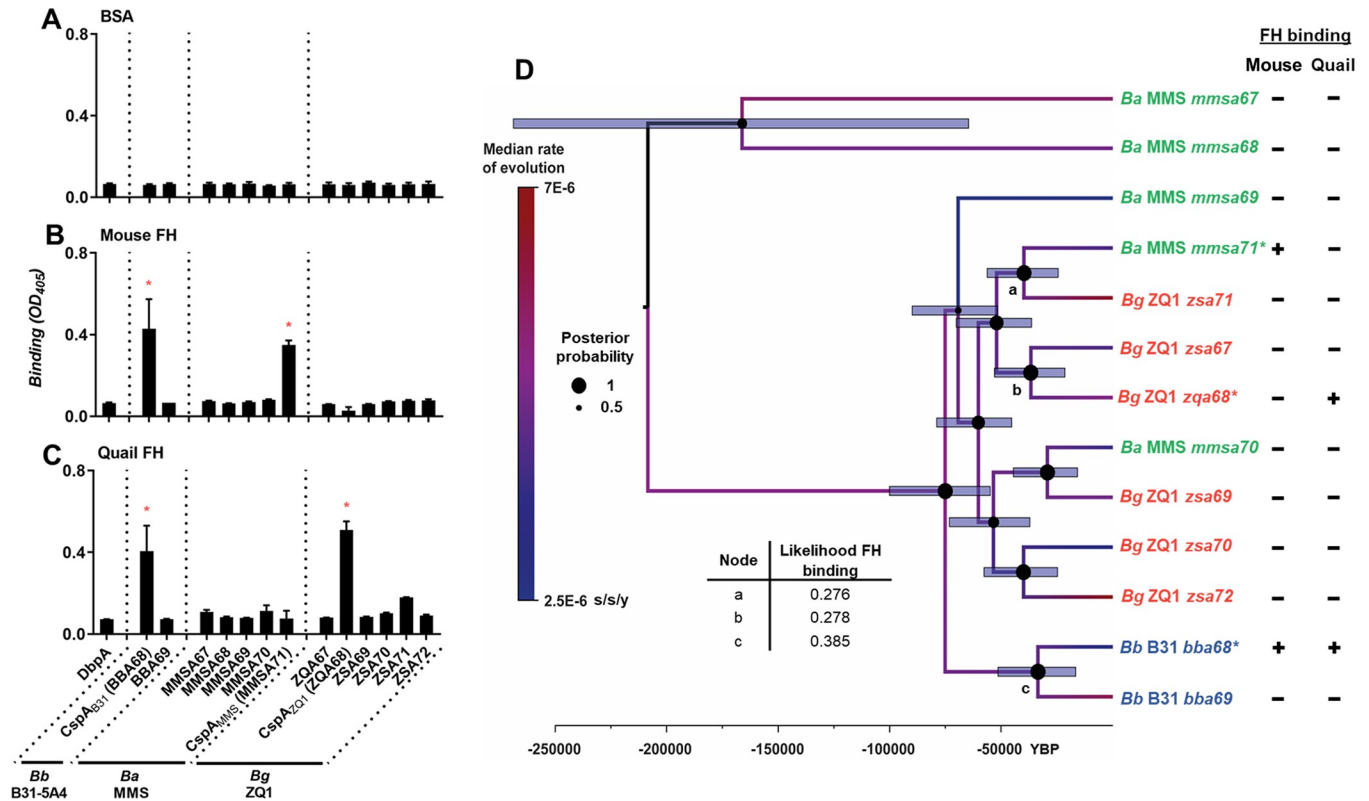 A
BSA
0.8
0.4
0.0
B
Mouse FH
0.8
0.4
0.0
*
*
Binding (OD405)
C
Quail FH
0.8
0.4
0.0
*
*
DbpA
CspAB31 (BBA68)
BBA69
MMSA67
MMSA68
MMSA69
MMSA70
CspAMMS (MMSA71)
ZQA67
CspAZQ1 (ZQA68)
ZSA69
ZSA70
ZSA71
ZSA72
Bb
B31-5A4
Ba
MMS
Bg
ZQ1
D
FH binding
Mouse Quail
Median rate
of evolution
7E-6
2.5E-6 s/s/y
Posterior
probability
1
0.5
Ba MMS mmsa67 – –
Ba MMS mmsa68 – –
Ba MMS mmsa69 – –
Ba MMS mmsa71* + –
a
Bg ZQ1 zsa71 – –
Bg ZQ1 zsa67 – –
b
Bg ZQ1 zqa68* – +
Ba MMS mmsa70 – –
Bg ZQ1 zsa69 – –
Bg ZQ1 zsa70 – –
Bg ZQ1 zsa72 – –
Bb B31 bba68* + +
c
Bb B31 bba69 – –
Node Likelihood FH
binding
a 0.276
b 0.278
c 0.385
-250000 -200000 -150000 -100000 -50000 YBP